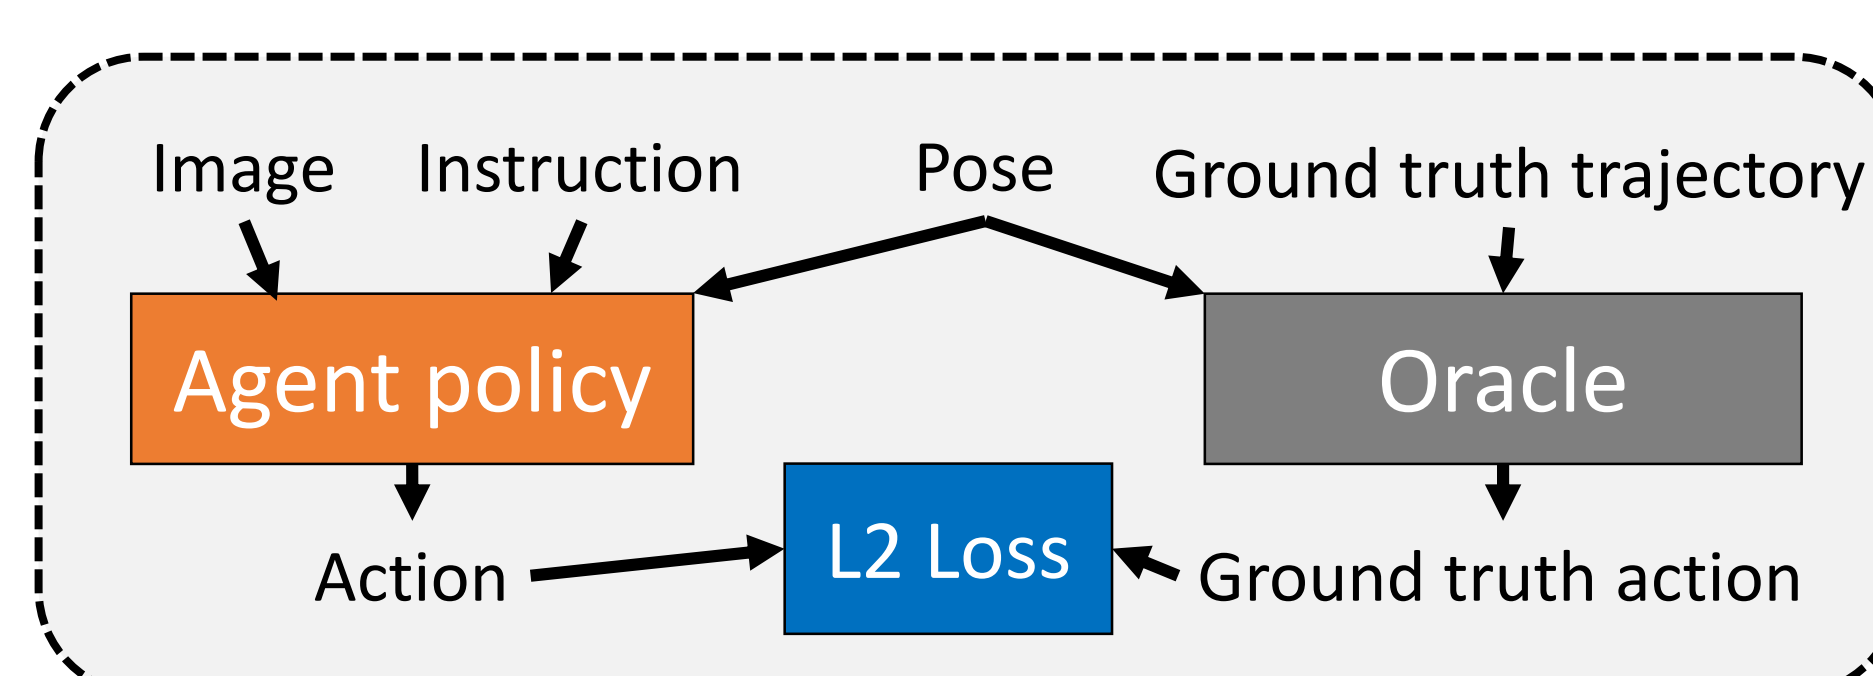 Image
Instruction
Pose
Ground truth trajectory
Agent policy
Oracle
L2 Loss
Action
Ground truth action